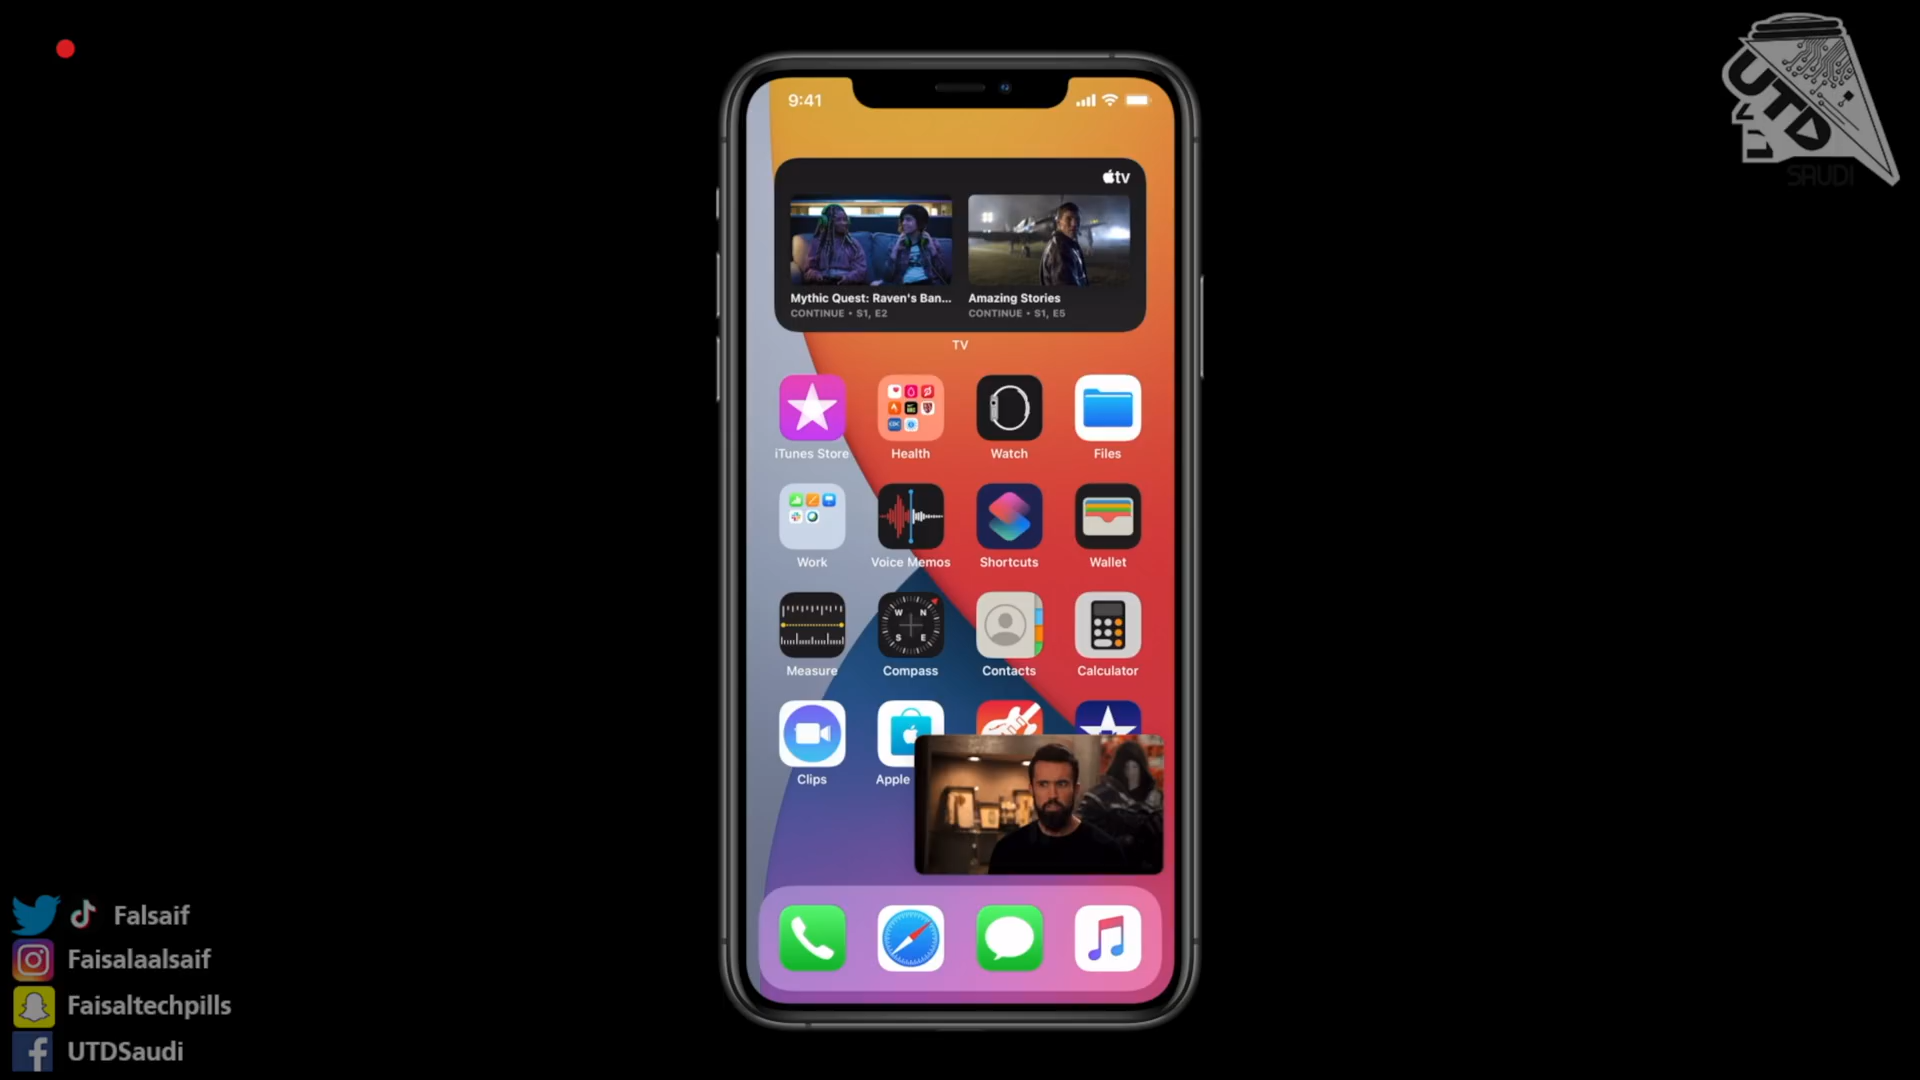 UTD
SAUDI
9:41
tv
Mythic Quest: Raven's Ban...
CONTINUE • S1, E2
Amazing Stories
CONTINUE • S1, E5
TV
iTunes Store
Health
Watch
Files
Work
Voice Memos
Shortcuts
Wallet
W N
S E
Measure
Compass
Contacts
Calculator
Clips
Apple
Falsaif
Faisalaalsaif
Faisaltechpills
UTDSaudi